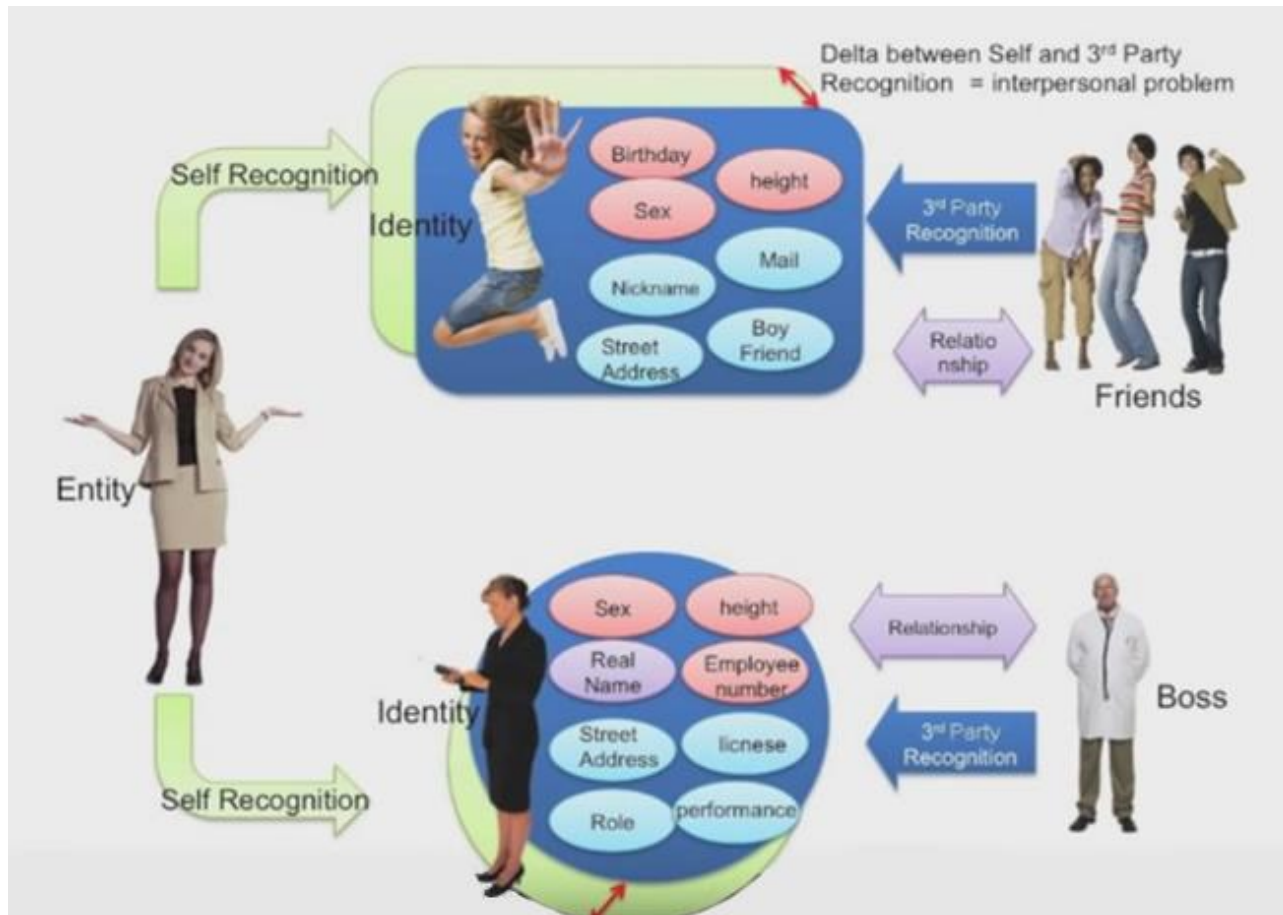 Delta between Self and 3rd Party
Recognition = interpersonal problem
Self Recognition
Identity
Birthday
height
Sex
Mail
Nickname
Boy
Friend
Street
Address
3rd Party
Recognition
Relatio
nship
Friends
Entity
Sex
height
Real
Name
Employee
number
Identity
Street
Address
licnese
Role
performance
Relationship
3rd Party
Recognition
Boss
Self Recognition